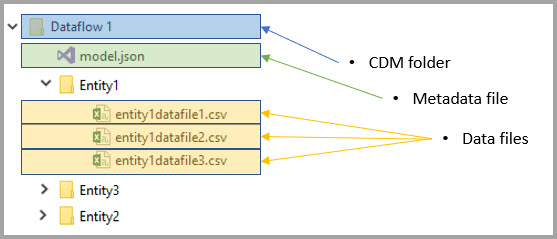 Dataflow 1
model.json
Entity1
entity1datafile1.csv
entity1datafile2.csv
entity1datafile3.csv
Entity3
Entity2
• CDM folder
• Metadata file
• Data files